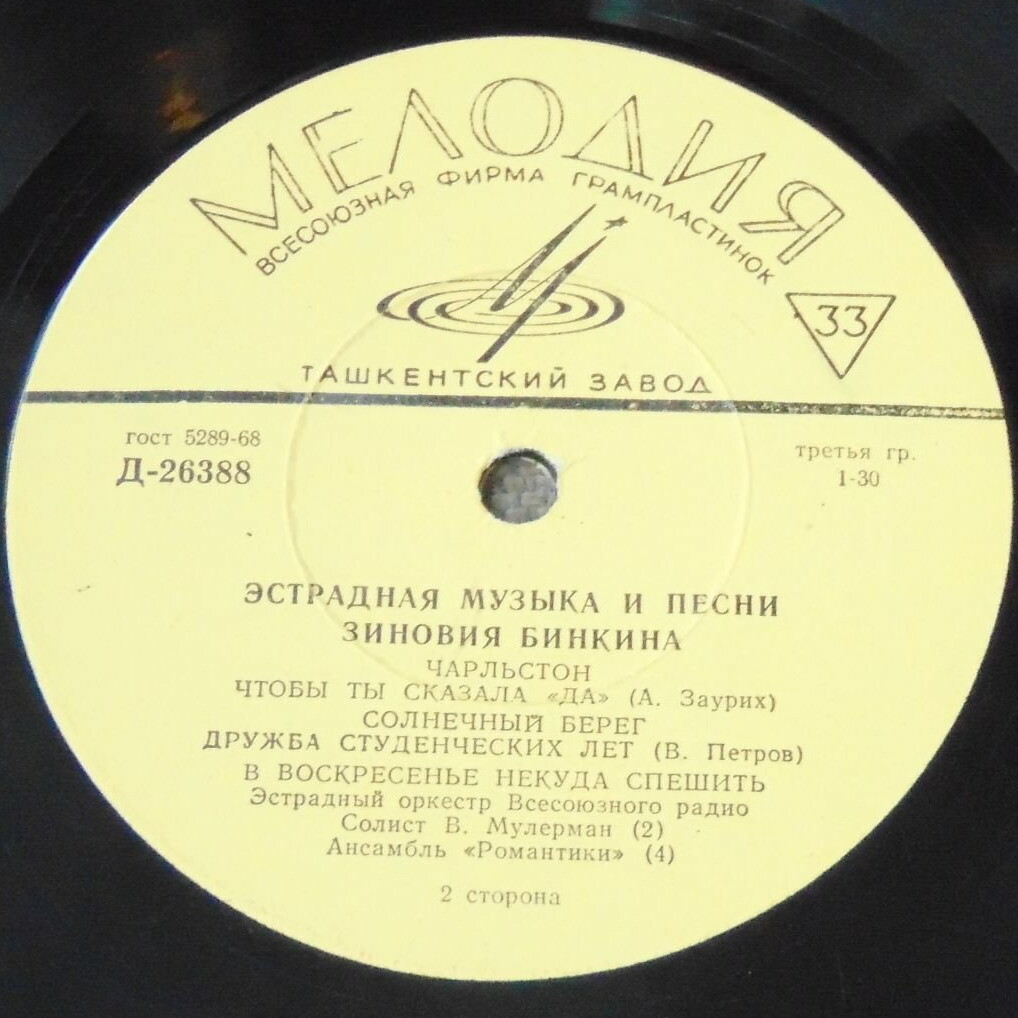 МЕЛОДИЯ
ВСЕСОЮЗНАЯ ФИРМА ГРАМПЛАСТИНОК
33
ТАШКЕНТСКИЙ ЗАВОД
гост 5289-68
Д-26388
третья гр.
1-30
ЭСТРАДНАЯ МУЗЫКА И ПЕСНИ
ЗИНОВИЯ БИНКИНА
ЧАРЛЬСТОН
ЧТОБЫ ТЫ СКАЗАЛА «ДА» (А. Заурих)
СОЛНЕЧНЫЙ БЕРЕГ
ДРУЖБА СТУДЕНЧЕСКИХ ЛЕТ (В. Петров)
В ВОСКРЕСЕНЬЕ НЕКУДА СПЕШИТЬ
Эстрадный оркестр Всесоюзного радио
Солист В. Мулерман (2)
Ансамбль «Романтики» (4)
2 сторона